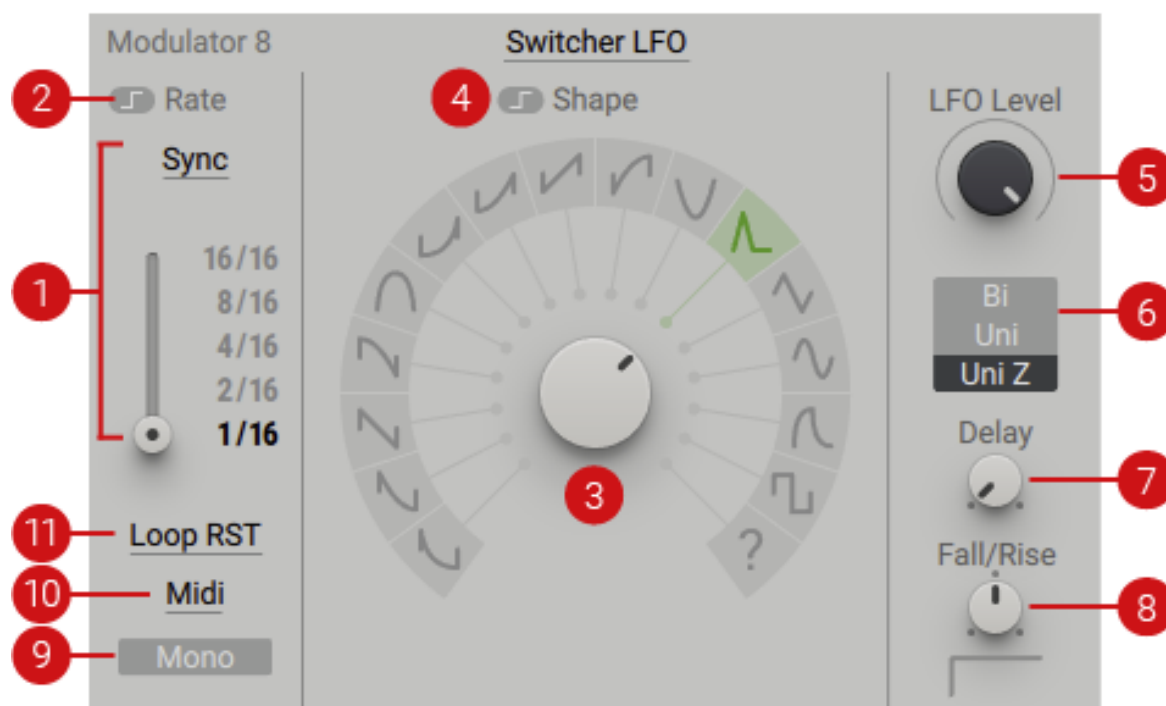 Modulator 8
Switcher LFO
2 Rate
4 Shape
LFO Level
Sync
5
1
16/16
8/16
4/16
2/16
1/16
Bi
Uni
Uni Z
6
3
Delay
7
11 Loop RST
?
Fall/Rise
10 Midi
8
9 Mono